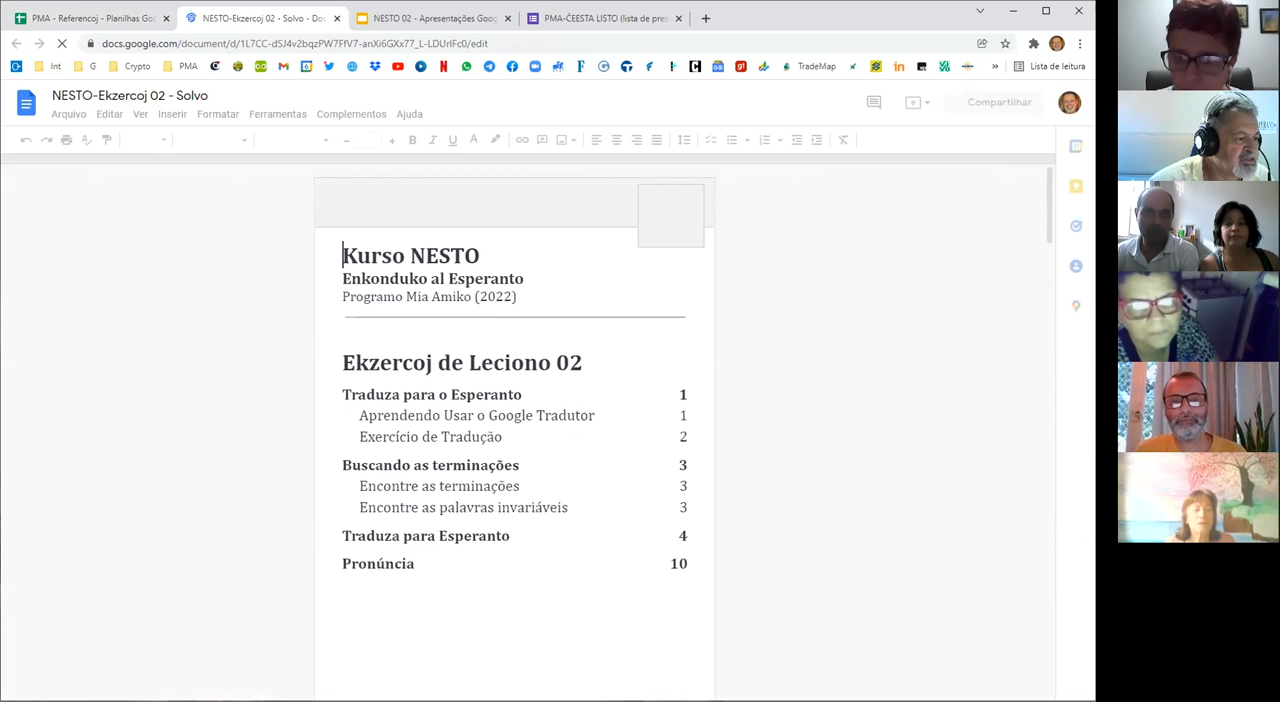 PMA - Referencoj - Planilhas Goo
NESTO-Ekzercoj 02 - Solvo - Doc
NESTO 02 - Apresentações Goog
PMA-ĈEESTA LISTO (lista de pres
docs.google.com/document/d/1L7CC-dSJ4v2bqzPW7FfV7-anXi6GXx77_L-LDUrIFc0/edit
Int
G
Crypto
PMA
TradeMap
Lista de leitura
NESTO-Ekzercoj 02 - Solvo
Arquivo Editar Ver Inserir Formatar Ferramentas Complementos Ajuda
Compartilhar
Kurso NESTO
Enkonduko al Esperanto
Programo Mia Amiko (2022)
Ekzercoj de Leciono 02
Traduza para o Esperanto 1
Aprendendo Usar o Google Tradutor 1
Exercício de Tradução 2
Buscando as terminações 3
Encontre as terminações 3
Encontre as palavras invariáveis 3
Traduza para Esperanto 4
Pronúncia 10